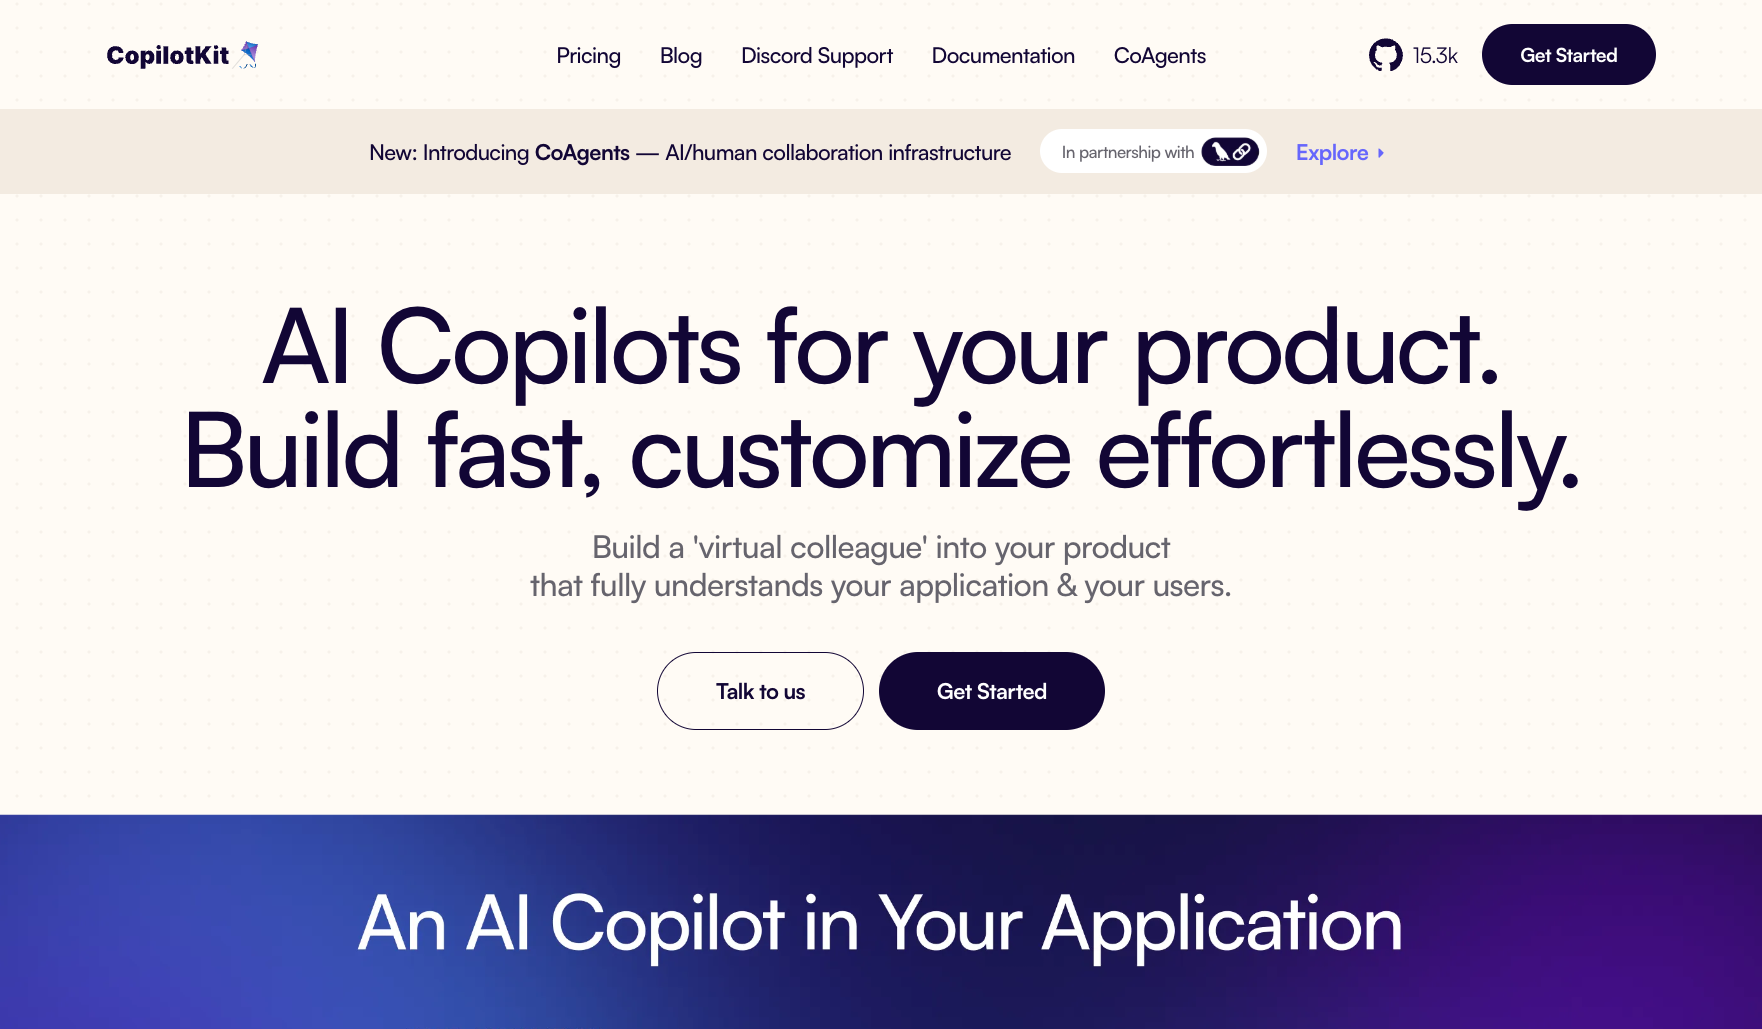 CopilotKit
Pricing
Blog
Discord Support
Documentation
CoAgents
15.3k
Get Started
New: Introducing CoAgents — AI/human collaboration infrastructure
In partnership with
Explore
AI Copilots for your product.
Build fast, customize effortlessly.
Build a 'virtual colleague' into your product
that fully understands your application & your users.
Talk to us
Get Started
An AI Copilot in Your Application